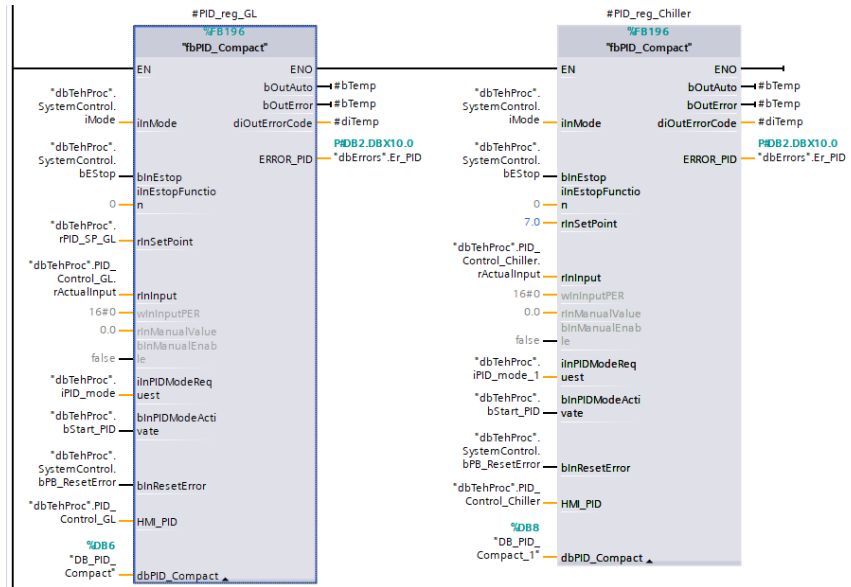 #PID_reg_GL
%FB196
"fbPID_Compact"
EN
ENO
bOutAuto
#bTemp
bOutError
#bTemp
"dbTehProc".
SystemControl.
iMode
iInMode
diOutErrorCode
#diTemp
P#DB2.DBX10.0
"dbTehProc".
SystemControl.
bEStop
bInEstop
ERROR_PID
"dbErrors".Er_PID
iInEstopFunctio
n
0
"dbTehProc".
rPID_SP_GL
rInSetPoint
"dbTehProc".PID_
Control_GL.
rActualInput
rInInput
16#0
wInInputPER
0.0
rInManualValue
bInManualEnab
le
false
"dbTehProc".
iPID_mode
iInPIDModeReq
uest
"dbTehProc".
bStart_PID
bInPIDModeActi
vate
"dbTehProc".
SystemControl.
bPB_ResetError
bInResetError
"dbTehProc".PID_
Control_GL
HMI_PID
%DB6
"DB_PID_
Compact"
dbPID_Compact
#PID_reg_Chiller
%FB196
"fbPID_Compact"
EN
ENO
bOutAuto
#bTemp
bOutError
#bTemp
"dbTehProc".
SystemControl.
iMode
iInMode
diOutErrorCode
#diTemp
P#DB2.DBX10.0
"dbTehProc".
SystemControl.
bEStop
bInEstop
ERROR_PID
"dbErrors".Er_PID
iInEstopFunctio
n
0
7.0
rInSetPoint
"dbTehProc".PID_
Control_Chiller.
rActualInput
rInInput
16#0
wInInputPER
0.0
rInManualValue
bInManualEnab
le
false
"dbTehProc".
iPID_mode_1
iInPIDModeReq
uest
"dbTehProc".
bStart_PID
bInPIDModeActi
vate
"dbTehProc".
SystemControl.
bPB_ResetError
bInResetError
"dbTehProc".PID_
Control_Chiller
HMI_PID
%DB8
"DB_PID_
Compact_1"
dbPID_Compact